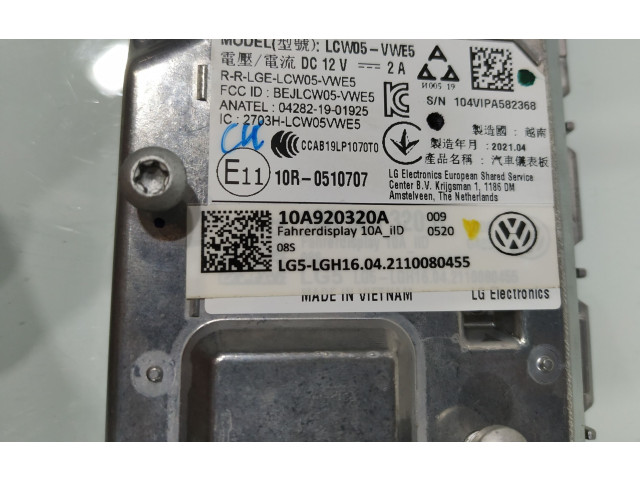 MODEL(型號): LCW05-VWE5
電壓/電流 DC 12 V ⎓ 2 A
R-R-LGE-LCW05-VWE5
FCC ID : BEJLCW05-VWE5
ANATEL : 04282-19-01925
IC : 2703H-LCW05VWE5
И005 19
S/N 104VIPA582368
CU
CCC
CCAB19LP1070T0
製造國 : 越南
製造年月 : 2021.04
產品名稱 : 汽車儀表板
E11
10R-0510707
LG Electronics European Shared Service
Center B.V. Krijgsman 1, 1186 DM
Amstelveen, The Netherlands
10A920320A 009
Fahrerdisplay 10A_iID 0520
08S
LG5-LGH16.04.2110080455
MADE IN VIETNAM
LG Electronics